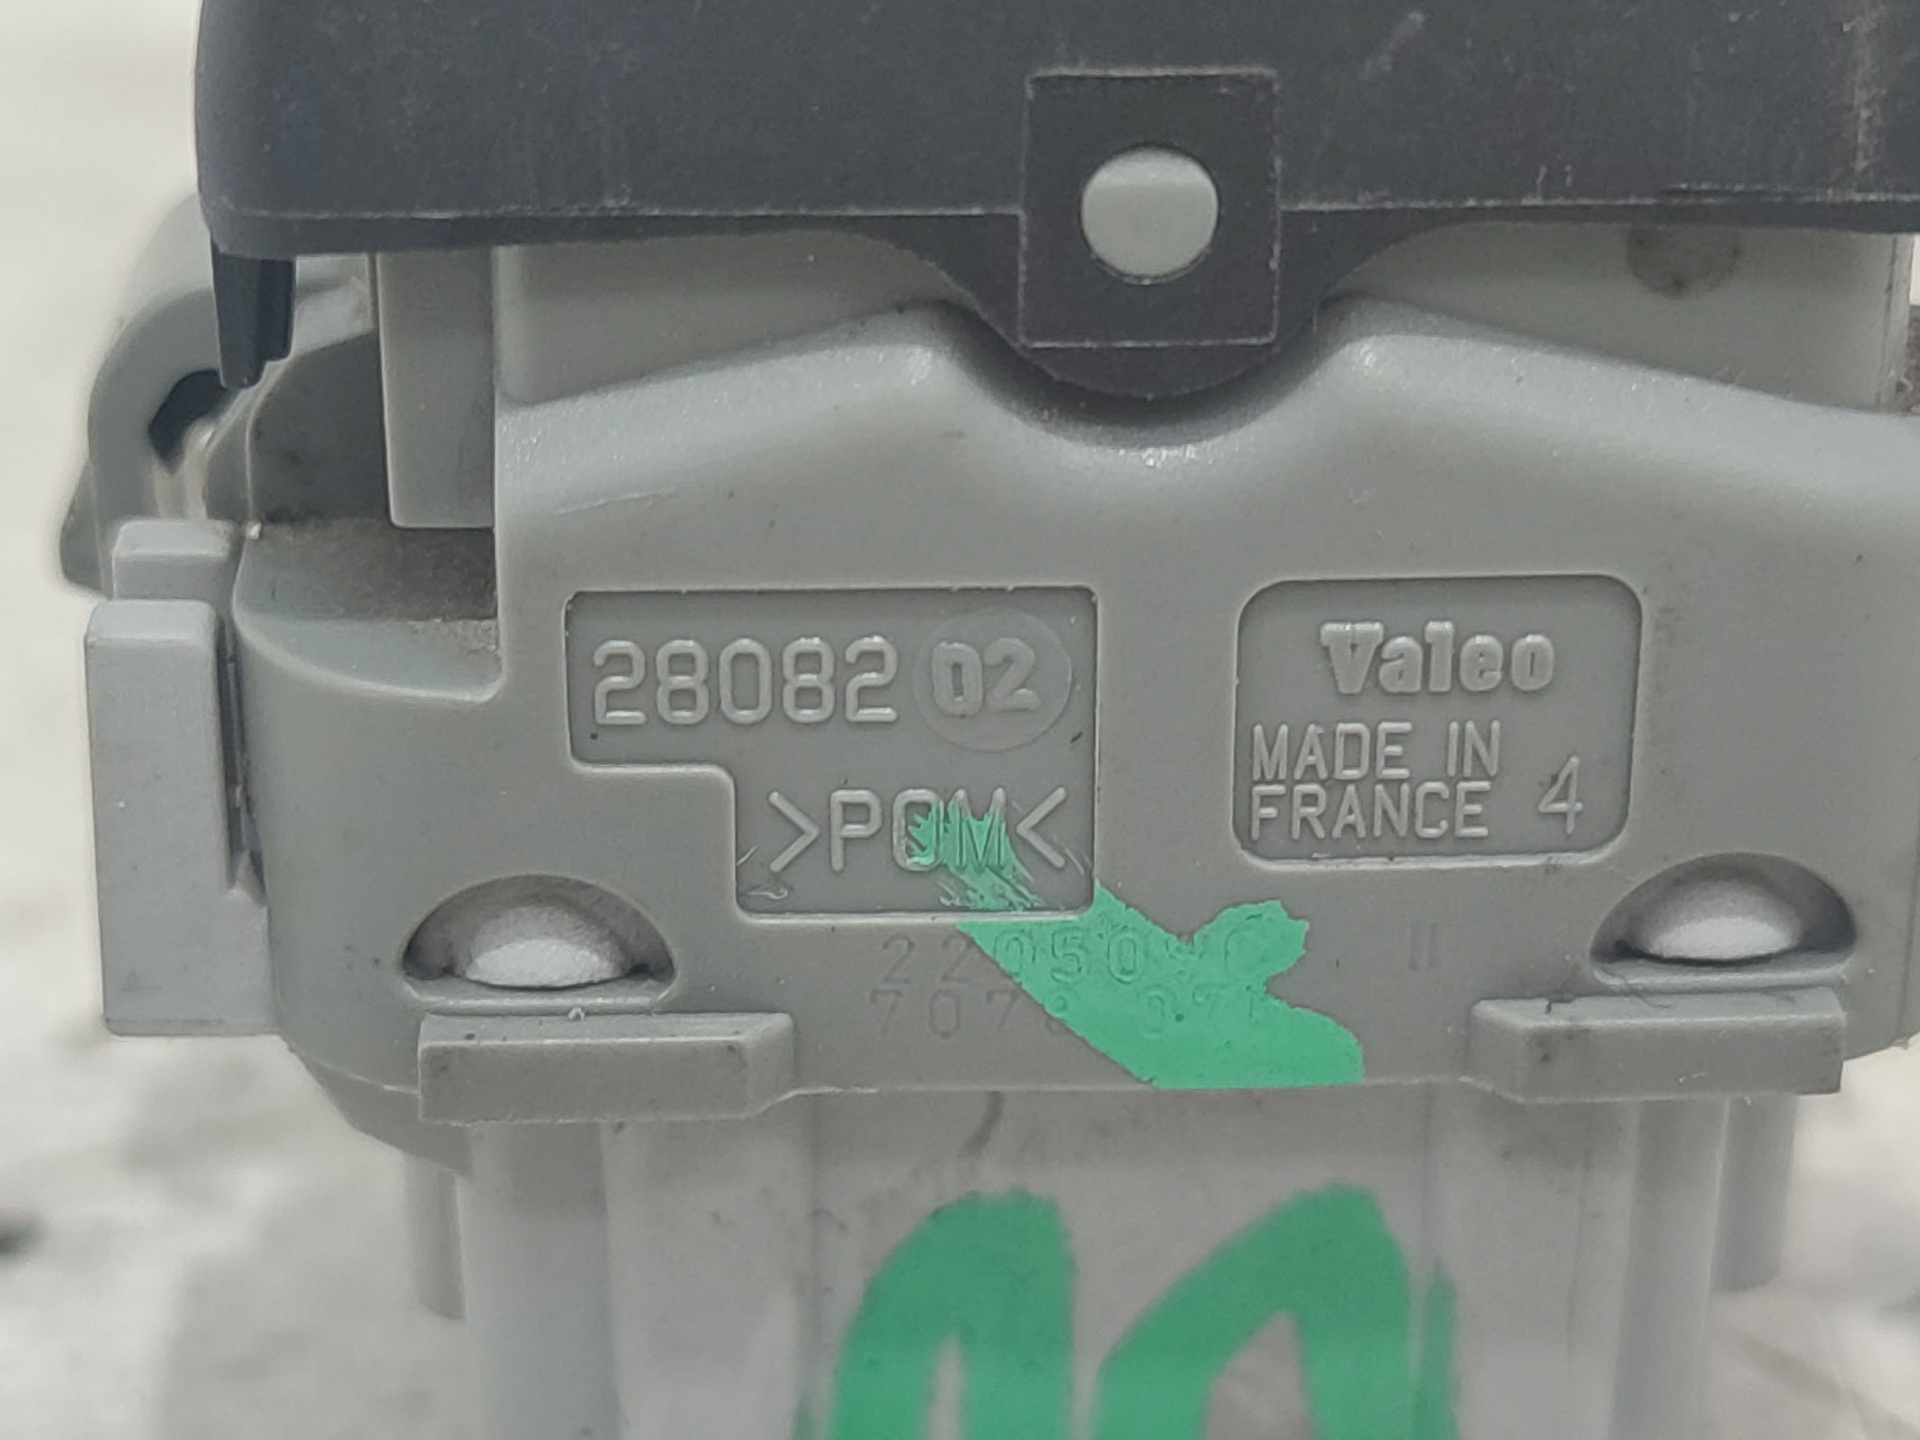 28082 02
>POM<
Valeo
MADE IN
FRANCE 4